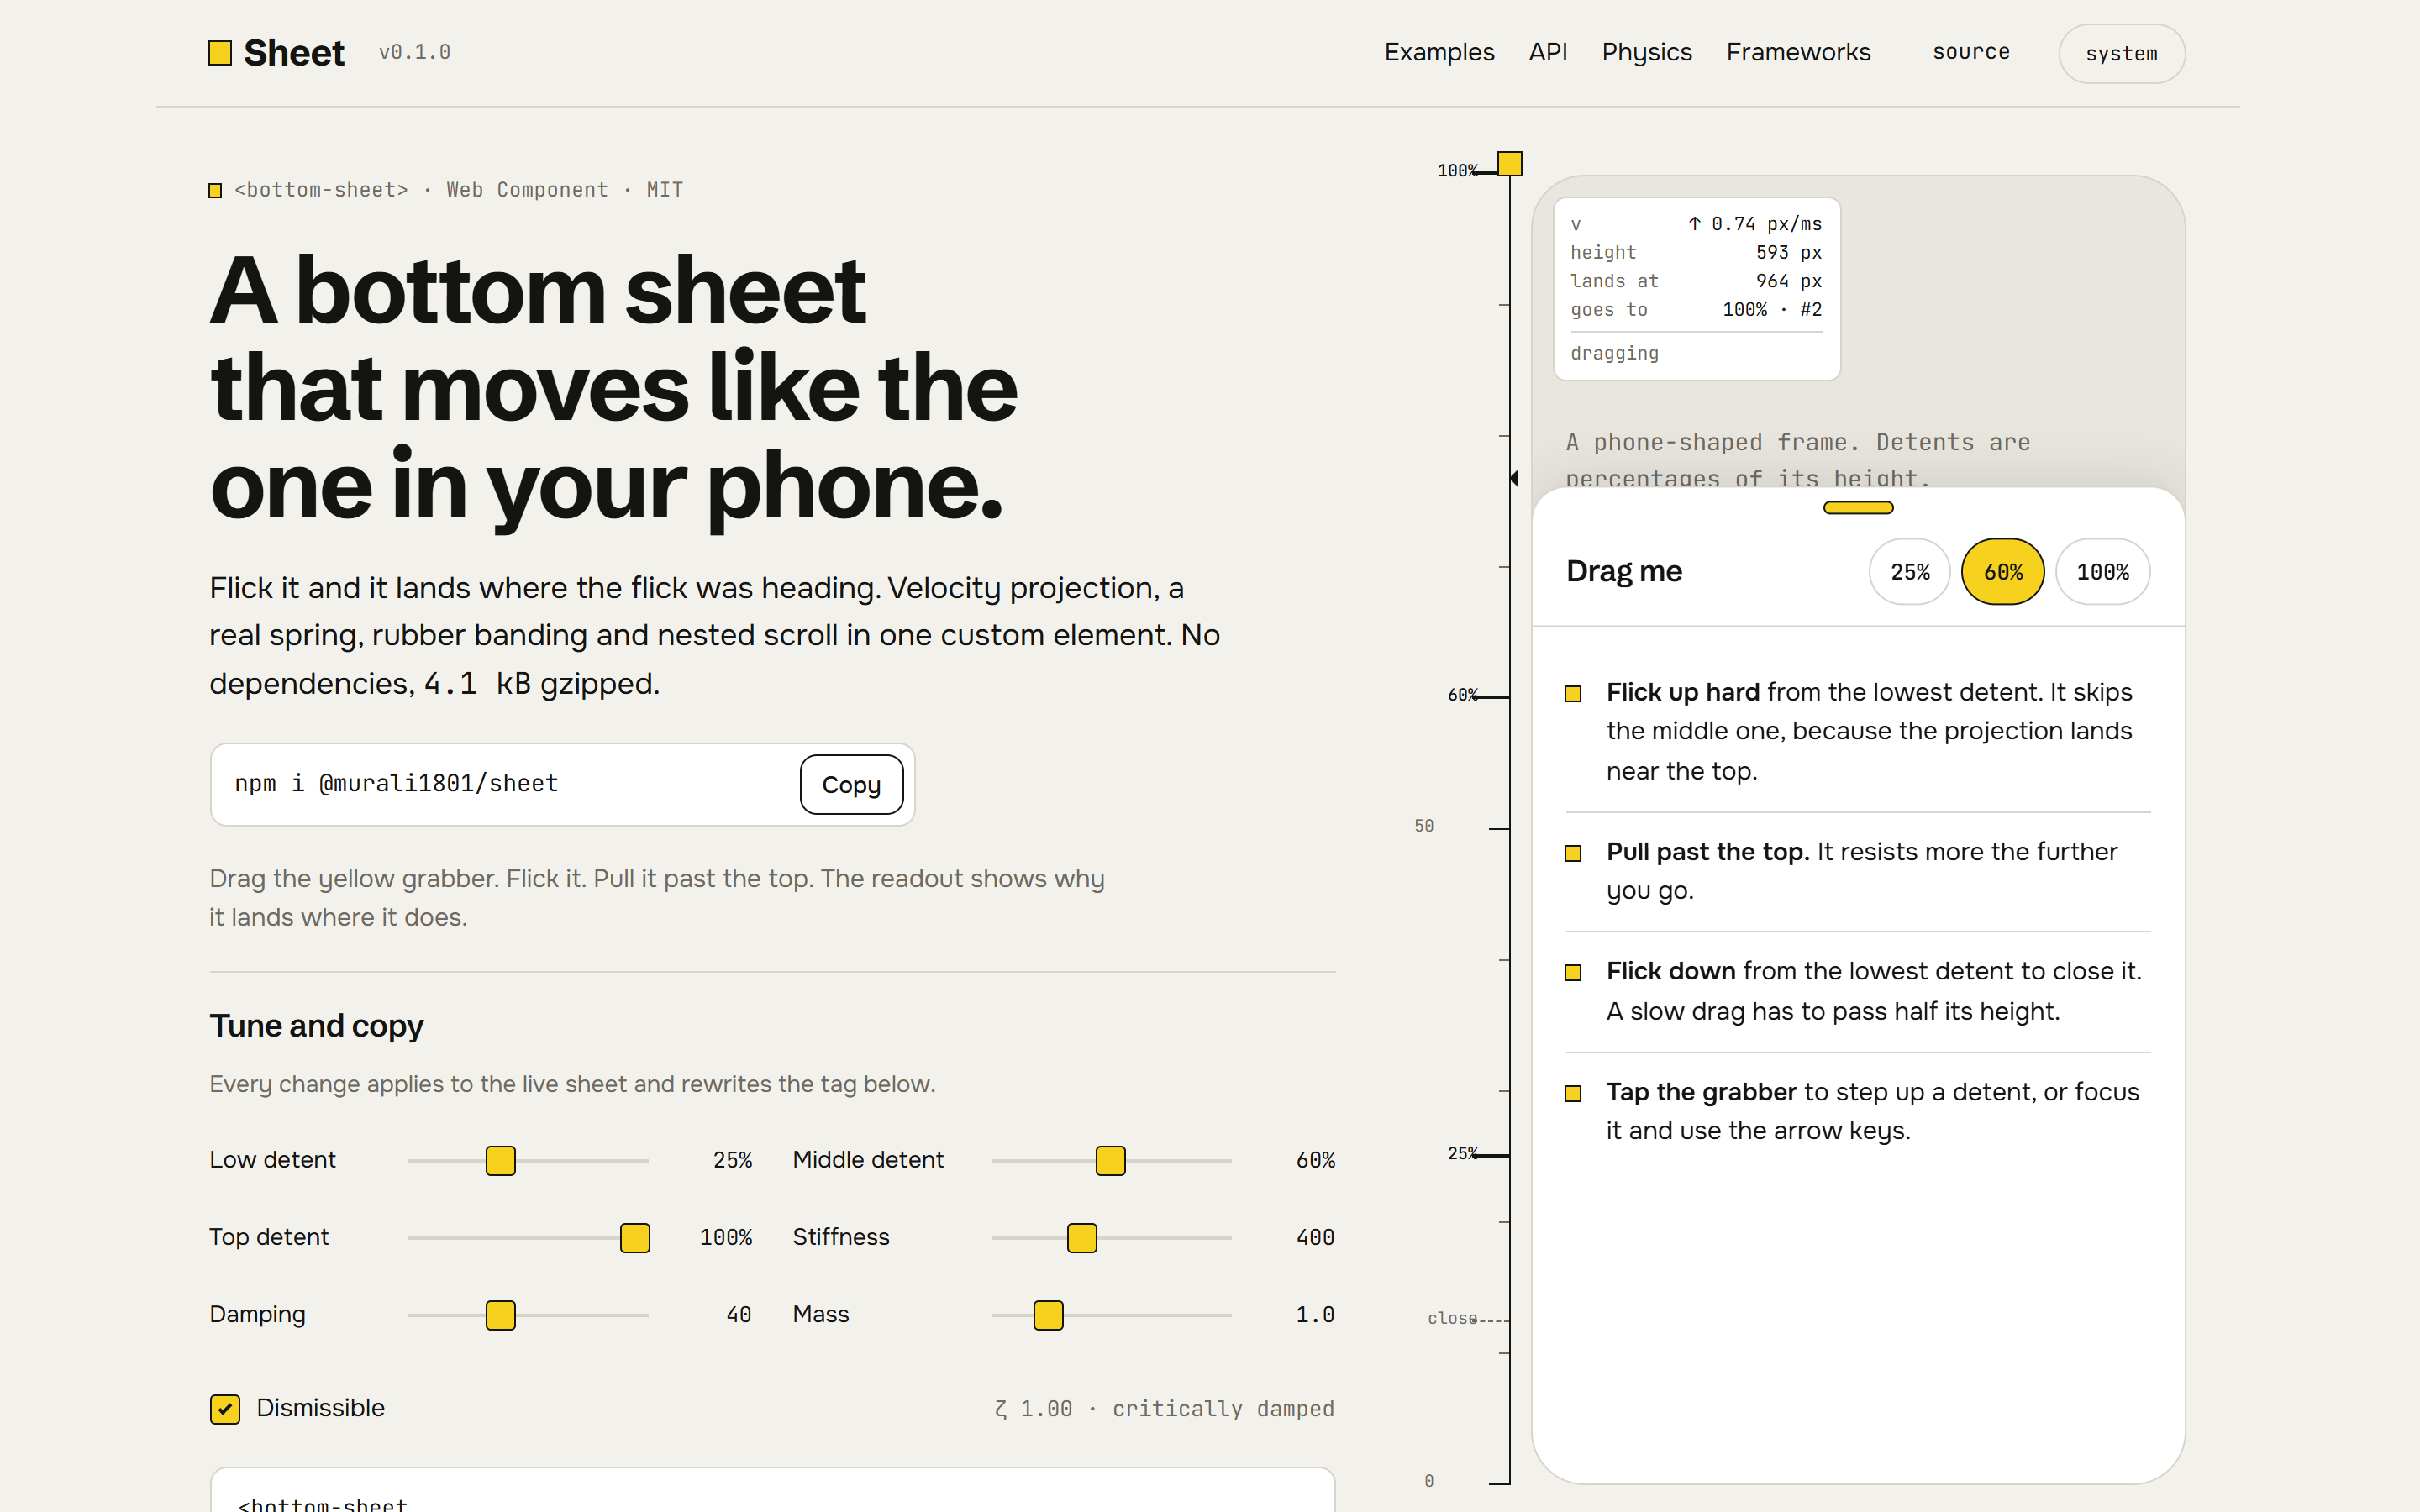 Sheet v0.1.0
Examples API Physics Frameworks source system
<bottom-sheet> · Web Component · MIT
A bottom sheet
that moves like the
one in your phone.
Flick it and it lands where the flick was heading. Velocity projection, a
real spring, rubber banding and nested scroll in one custom element. No
dependencies, 4.1 kB gzipped.
npm i @murali1801/sheet
Copy
Drag the yellow grabber. Flick it. Pull it past the top. The readout shows why
it lands where it does.
Tune and copy
Every change applies to the live sheet and rewrites the tag below.
Low detent 25% Middle detent 60%
Top detent 100% Stiffness 400
Damping 40 Mass 1.0
Dismissible
ζ 1.00 · critically damped
<bottom-sheet
100%
60%
50
25%
close
0
v ↑ 0.74 px/ms
height 593 px
lands at 964 px
goes to 100% · #2
dragging
A phone-shaped frame. Detents are
percentages of its height.
Drag me 25% 60% 100%
Flick up hard from the lowest detent. It skips
the middle one, because the projection lands
near the top.
Pull past the top. It resists more the further
you go.
Flick down from the lowest detent to close it.
A slow drag has to pass half its height.
Tap the grabber to step up a detent, or focus
it and use the arrow keys.